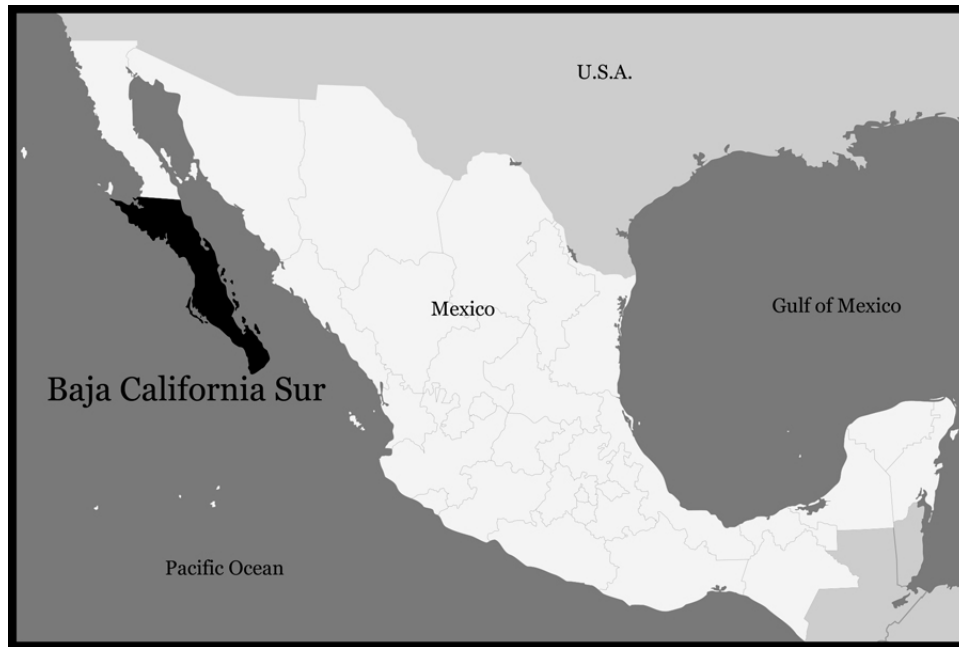 U.S.A.
Mexico
Gulf of Mexico
Baja California Sur
Pacific Ocean